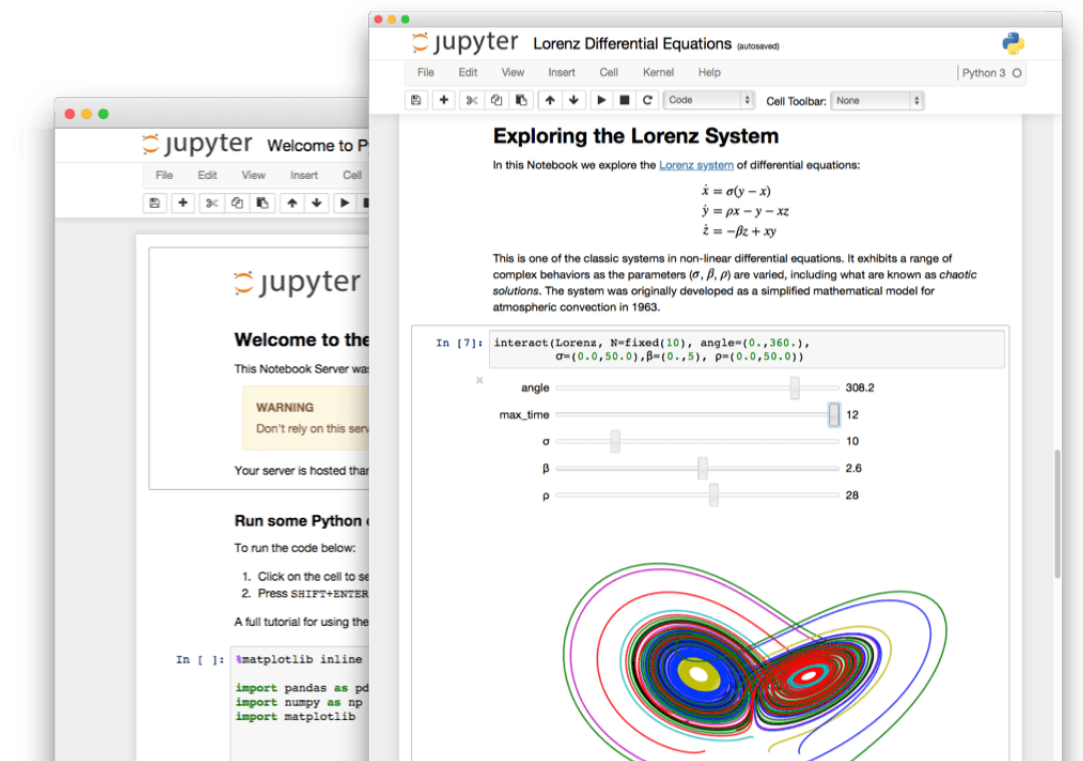 jupyter Lorenz Differential Equations (autosaved)
File Edit View Insert Cell Kernel Help Python 3
Code Cell Toolbar: None
Exploring the Lorenz System
In this Notebook we explore the Lorenz system of differential equations:
ẋ = σ(y − x)
ẏ = ρx − y − xz
ż = −βz + xy
This is one of the classic systems in non-linear differential equations. It exhibits a range of
complex behaviors as the parameters (σ, β, ρ) are varied, including what are known as chaotic
solutions. The system was originally developed as a simplified mathematical model for
atmospheric convection in 1963.
In [7]: interact(Lorenz, N=fixed(10), angle=(0.,360.),
σ=(0.0,50.0),β=(0.,5), ρ=(0.0,50.0))
angle 308.2
max_time 12
σ 10
β 2.6
ρ 28
jupyter Welcome to P
File Edit View Insert Cell
jupyter
Welcome to the
This Notebook Server was
WARNING
Don't rely on this serv
Your server is hosted than
Run some Python
To run the code below:
1. Click on the cell to se
2. Press SHIFT+ENTER
A full tutorial for using the
In [ ]: %matplotlib inline
import pandas as pd
import numpy as np
import matplotlib